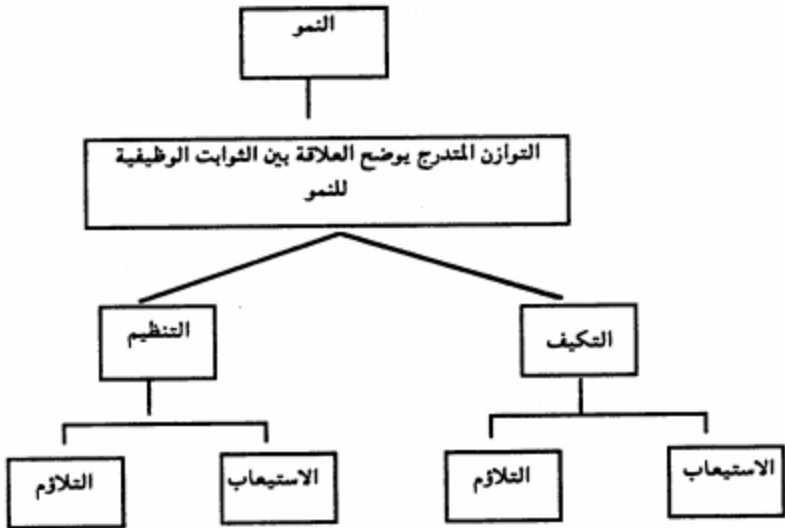 النمو
التوازن المتدرج يوضح العلاقة بين الثوابت الوظيفية
للنمو
التكيف
التنظيم
الاستيعاب
التلاؤم
الاستيعاب
التلاؤم